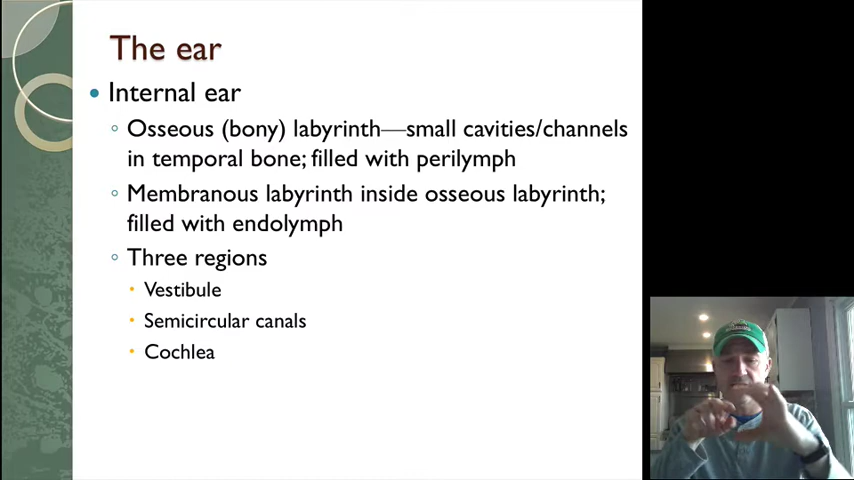 The ear
Internal ear
Osseous (bony) labyrinth—small cavities/channels
in temporal bone; filled with perilymph
Membranous labyrinth inside osseous labyrinth;
filled with endolymph
Three regions
Vestibule
Semicircular canals
Cochlea